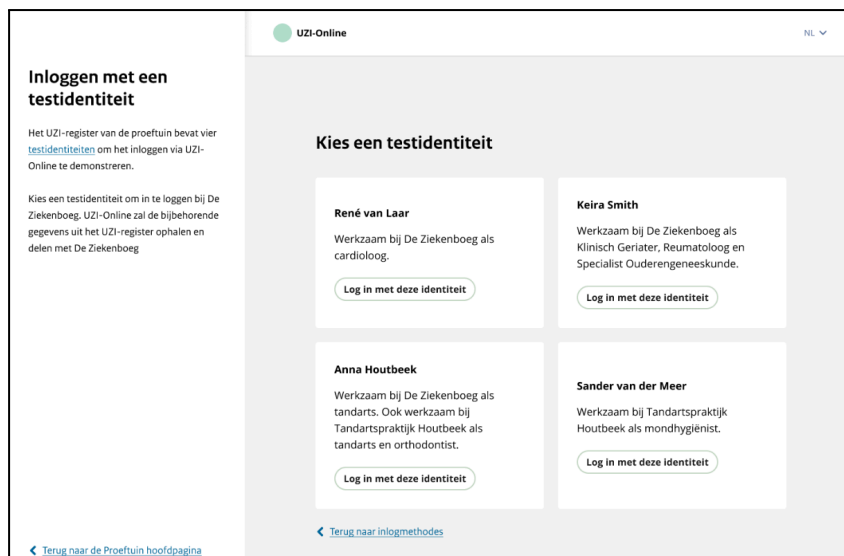 UZI-Online
NL
Inloggen met een
testidentiteit
Het UZI-register van de proeftuin bevat vier
testidentiteiten om het inloggen via UZI-
Online te demonstreren.
Kies een testidentiteit om in te loggen bij De
Ziekenboeg. UZI-Online zal de bijbehorende
gegevens uit het UZI-register ophalen en
delen met De Ziekenboeg
Terug naar de Proeftuin hoofdpagina
Kies een testidentiteit
René van Laar
Werkzaam bij De Ziekenboeg als
cardioloog.
Log in met deze identiteit
Keira Smith
Werkzaam bij De Ziekenboeg als
Klinisch Geriater, Reumatoloog en
Specialist Ouderengeneeskunde.
Log in met deze identiteit
Anna Houtbeek
Werkzaam bij De Ziekenboeg als
tandarts. Ook werkzaam bij
Tandartspraktijk Houtbeek als
tandarts en orthodontist.
Log in met deze identiteit
Sander van der Meer
Werkzaam bij Tandartspraktijk
Houtbeek als mondhygiënist.
Log in met deze identiteit
Terug naar inlogmethodes